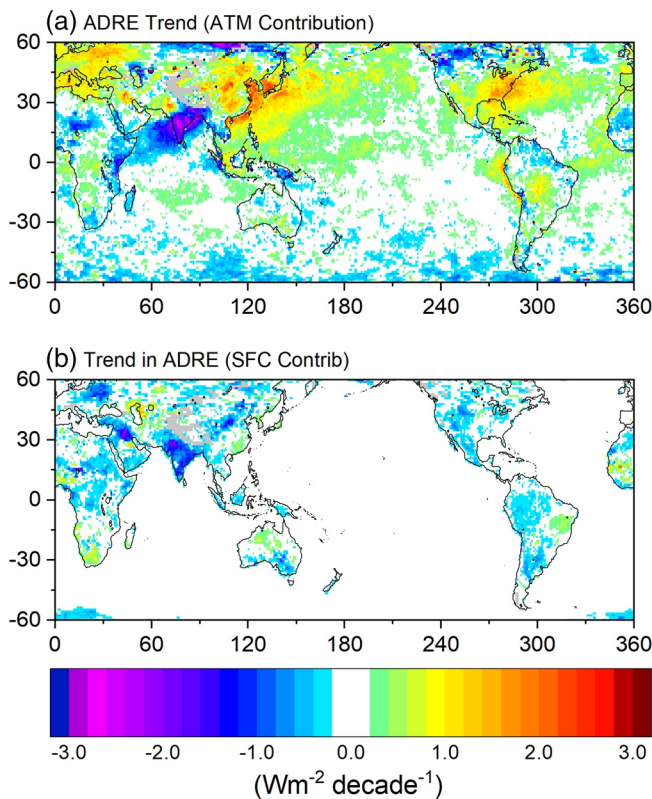 (a) ADRE Trend (ATM Contribution)
60
30
0
-30
-60
0 60 120 180 240 300 360
(b) Trend in ADRE (SFC Contrib)
60
30
0
-30
-60
0 60 120 180 240 300 360
-3.0 -2.0 -1.0 0.0 1.0 2.0 3.0
(Wm⁻² decade⁻¹)